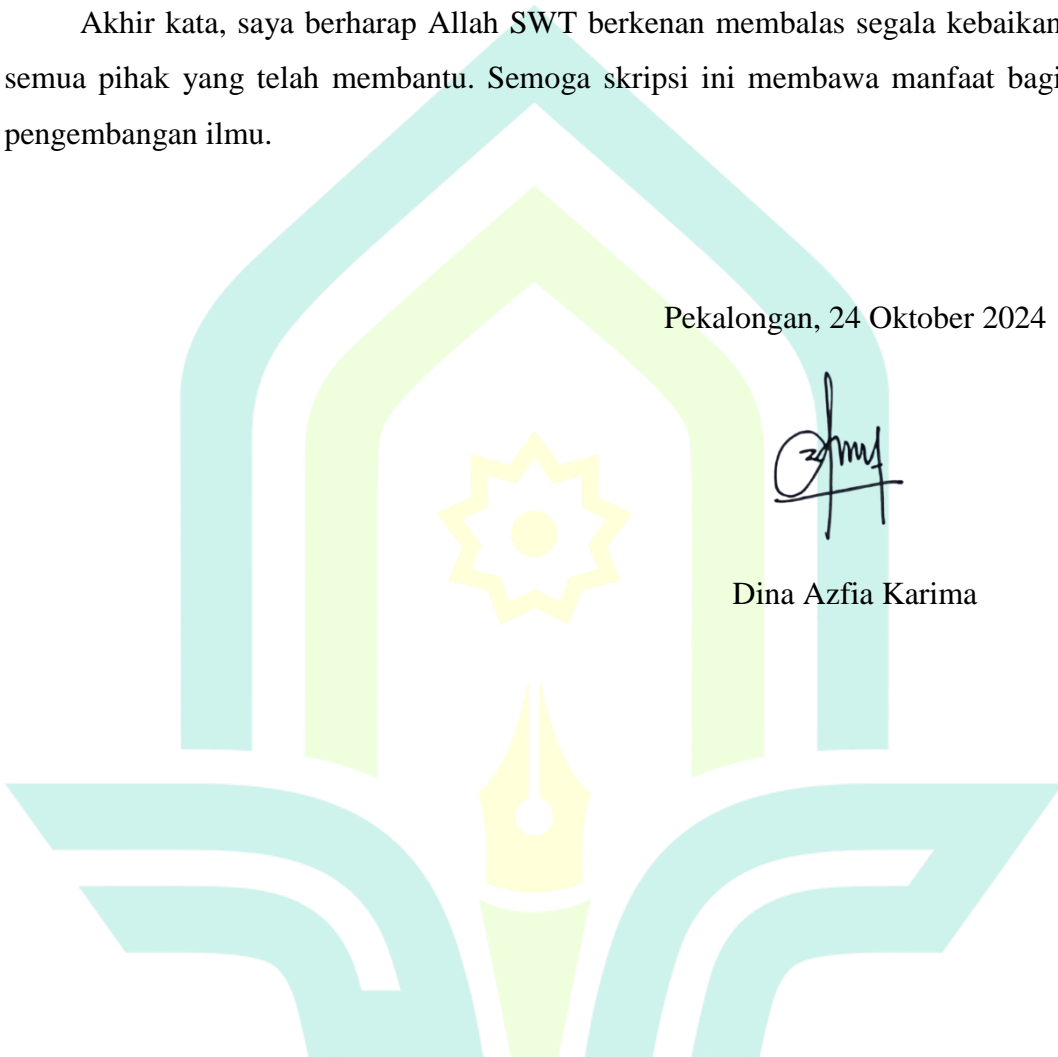 Akhir kata, saya berharap Allah SWT berkenan membalas segala kebaikan
semua pihak yang telah membantu. Semoga skripsi ini membawa manfaat bagi
pengembangan ilmu.
Pekalongan, 24 Oktober 2024
Dina Azfia Karima